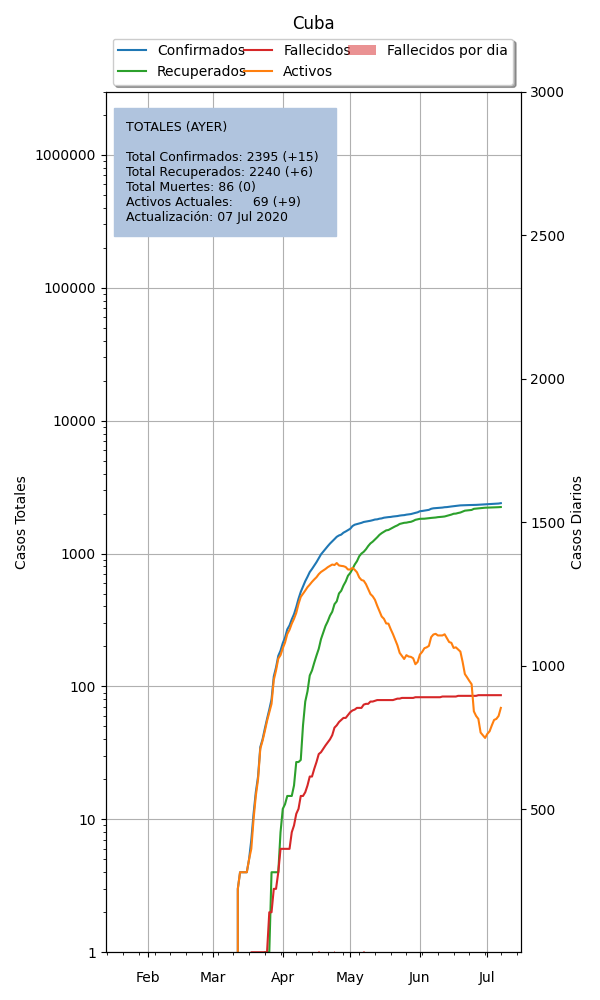 Cuba
Confirmados Fallecidos Fallecidos por dia
Recuperados Activos
TOTALES (AYER)
Total Confirmados: 2395 (+15)
Total Recuperados: 2240 (+6)
Total Muertes: 86 (0)
Activos Actuales: 69 (+9)
Actualización: 07 Jul 2020
Casos Totales
1000000
100000
10000
1000
100
10
1
3000
2500
2000
1500
1000
500
Casos Diarios
Feb Mar Apr May Jun Jul